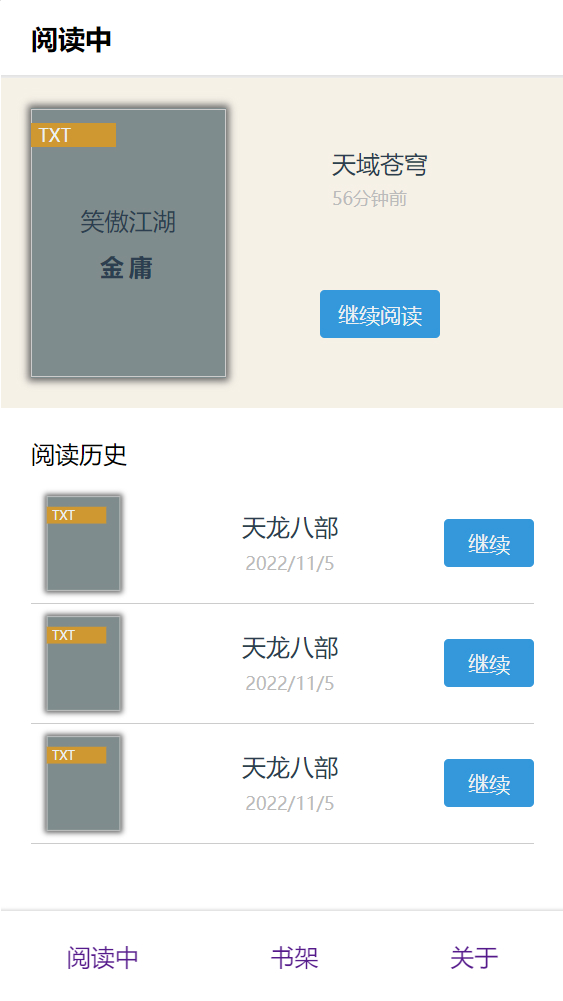 阅读中
TXT
笑傲江湖
金庸
天域苍穹
56分钟前
继续阅读
阅读历史
TXT
天龙八部
2022/11/5
继续
TXT
天龙八部
2022/11/5
继续
TXT
天龙八部
2022/11/5
继续
阅读中 书架 关于